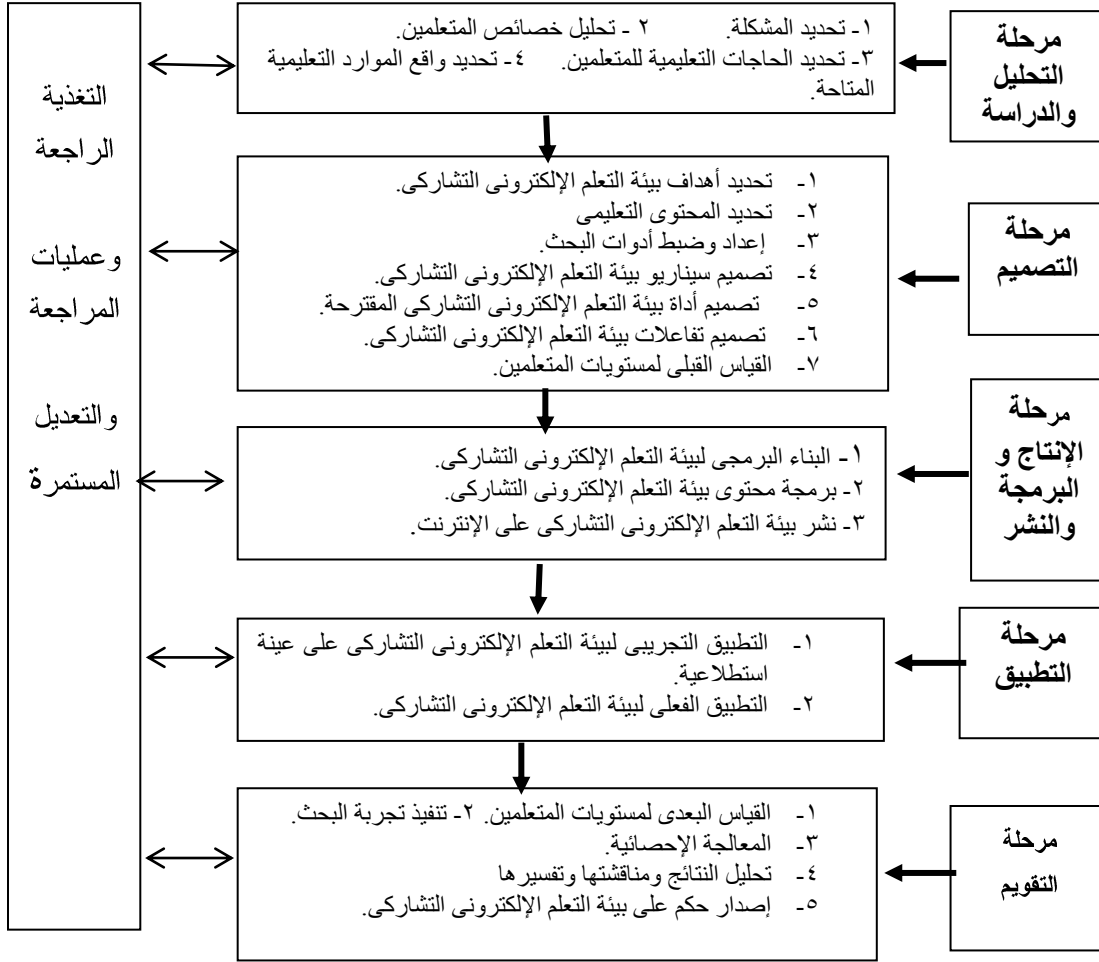 مرحلة
التحليل
والدراسة
١- تحديد المشكلة. ٢ - تحليل خصائص المتعلمين.
٣- تحديد الحاجات التعليمية للمتعلمين. ٤- تحديد واقع الموارد التعليمية
المتاحة.
مرحلة
التصميم
١- تحديد أهداف بيئة التعلم الإلكترونى التشاركى.
٢- تحديد المحتوى التعليمى
٣- إعداد وضبط أدوات البحث.
٤- تصميم سيناريو بيئة التعلم الإلكترونى التشاركى.
٥- تصميم أداة بيئة التعلم الإلكترونى التشاركى المقترحة.
٦- تصميم تفاعلات بيئة التعلم الإلكترونى التشاركى.
٧- القياس القبلى لمستويات المتعلمين.
مرحلة
الإنتاج و
البرمجة
والنشر
١- البناء البرمجى لبيئة التعلم الإلكترونى التشاركى.
٢- برمجة محتوى بيئة التعلم الإلكترونى التشاركى.
٣- نشر بيئة التعلم الإلكترونى التشاركى على الإنترنت.
مرحلة
التطبيق
١- التطبيق التجريبى لبيئة التعلم الإلكترونى التشاركى على عينة
استطلاعية.
٢- التطبيق الفعلى لبيئة التعلم الإلكترونى التشاركى.
مرحلة
التقويم
١- القياس البعدى لمستويات المتعلمين. ٢- تنفيذ تجربة البحث.
٣- المعالجة الإحصائية.
٤- تحليل النتائج ومناقشتها وتفسيرها
٥- إصدار حكم على بيئة التعلم الإلكترونى التشاركى.
التغذية
الراجعة
وعمليات
المراجعة
والتعديل
المستمرة